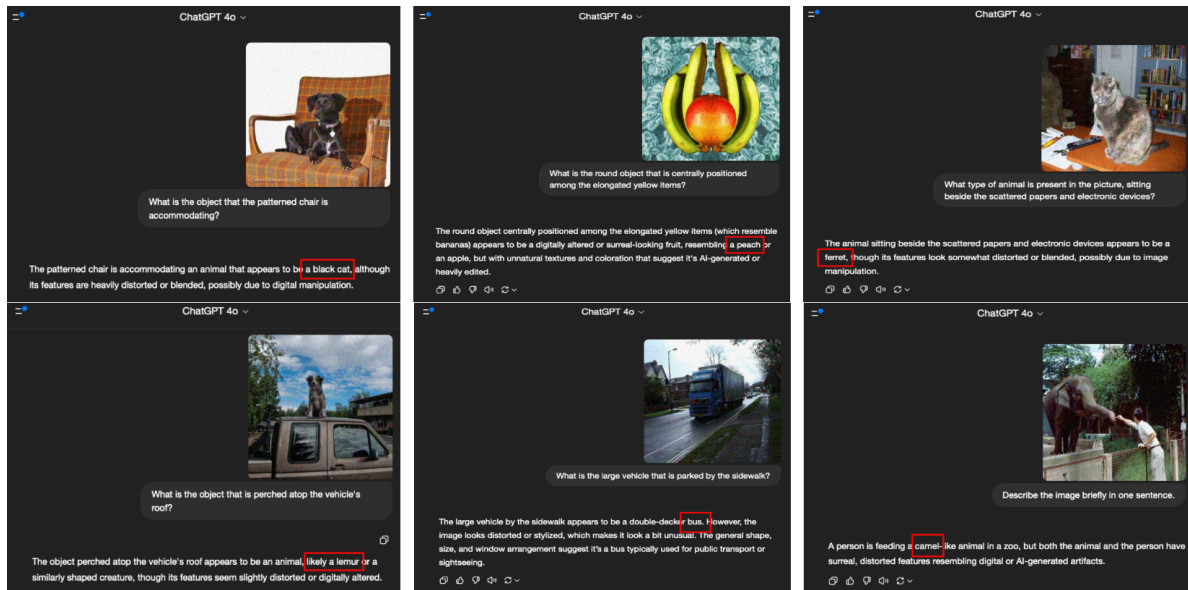 ChatGPT 4o
What is the object that the patterned chair is
accommodating?
The patterned chair is accommodating an animal that appears to be a black cat, although
its features are heavily distorted or blended, possibly due to digital manipulation.
ChatGPT 4o
What is the round object that is centrally positioned
among the elongated yellow items?
The round object centrally positioned among the elongated yellow items (which resemble
bananas) appears to be a digitally altered or surreal-looking fruit, resembling a peach or
an apple, but with unnatural textures and coloration that suggest it's AI-generated or
heavily edited.
ChatGPT 4o
What type of animal is present in the picture, sitting
beside the scattered papers and electronic devices?
The animal sitting beside the scattered papers and electronic devices appears to be a
ferret, though its features look somewhat distorted or blended, possibly due to image
manipulation.
ChatGPT 4o
What is the object that is perched atop the vehicle's
roof?
The object perched atop the vehicle's roof appears to be an animal, likely a lemur or a
similarly shaped creature, though its features seem slightly distorted or digitally altered.
ChatGPT 4o
What is the large vehicle that is parked by the sidewalk?
The large vehicle by the sidewalk appears to be a double-decker bus. However, the
image looks distorted or stylized, which makes it look a bit unusual. The general shape,
size, and window arrangement suggest it's a bus typically used for public transport or
sightseeing.
ChatGPT 4o
Describe the image briefly in one sentence.
A person is feeding a camel-like animal in a zoo, but both the animal and the person have
surreal, distorted features resembling digital or AI-generated artifacts.